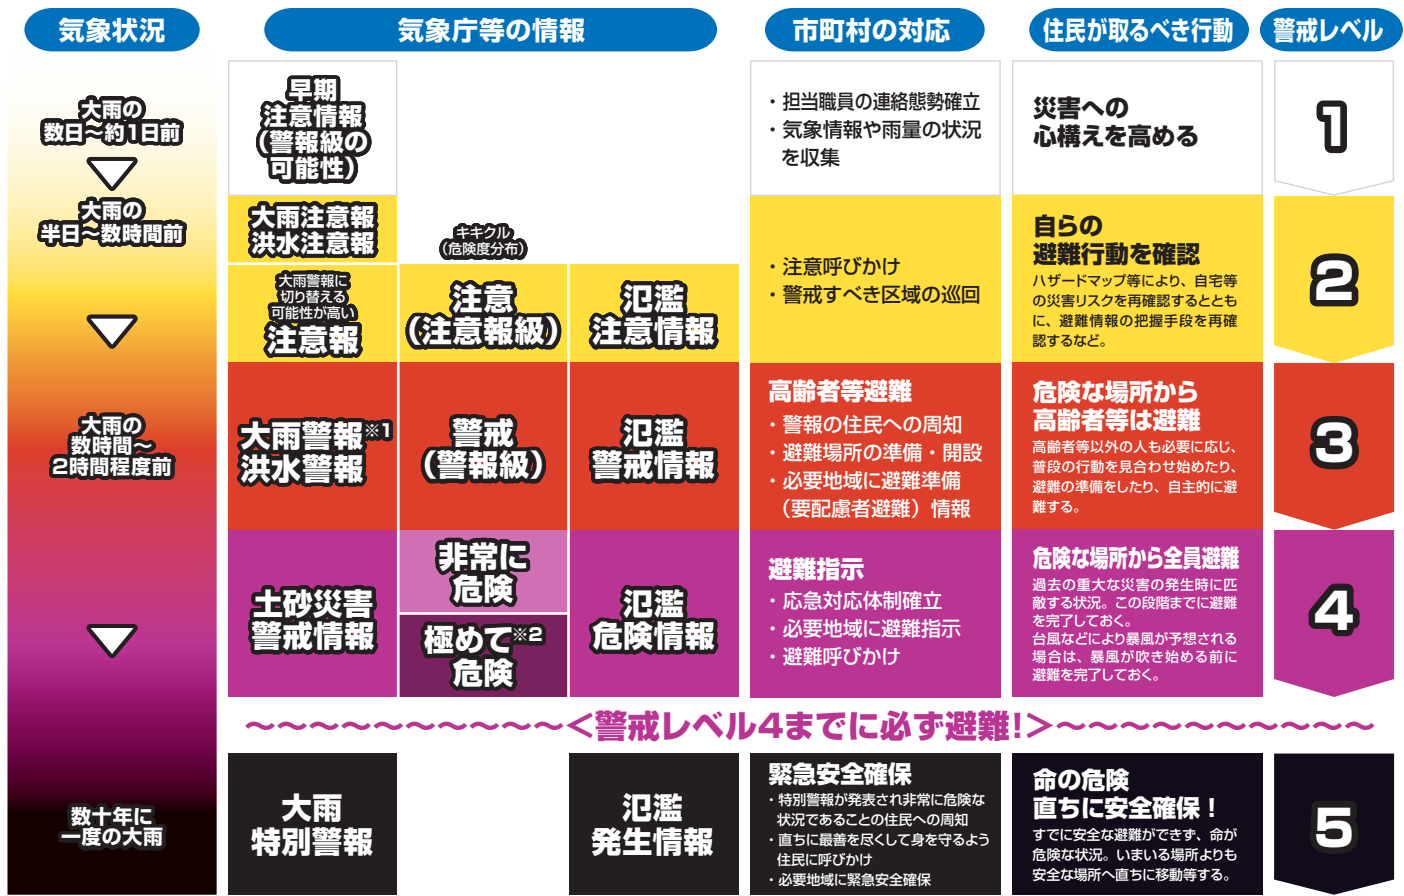 気象状況
気象庁等の情報
市町村の対応
住民が取るべき行動
警戒レベル
大雨の
数日～約1日前
早期
注意情報
(警報級の
可能性)
・担当職員の連絡態勢確立
・気象情報や雨量の状況
を収集
災害への
心構えを高める
1
大雨の
半日～数時間前
大雨注意報
洪水注意報
キキクル
(危険度分布)
大雨警報に
切り替える
可能性が高い
注意報
注意
(注意報級)
氾濫
注意情報
・注意呼びかけ
・警戒すべき区域の巡回
自らの
避難行動を確認
ハザードマップ等により、自宅等
の災害リスクを再確認するととも
に、避難情報の把握手段を再確
認するなど。
2
大雨の
数時間～
2時間程度前
大雨警報※1
洪水警報
警戒
(警報級)
氾濫
警戒情報
高齢者等避難
・警報の住民への周知
・避難場所の準備・開設
・必要地域に避難準備
（要配慮者避難）情報
危険な場所から
高齢者等は避難
高齢者等以外の人も必要に応じ、
普段の行動を見合わせ始めたり、
避難の準備をしたり、自主的に避
難する。
3
土砂災害
警戒情報
非常に
危険
極めて※2
危険
氾濫
危険情報
避難指示
・応急対応体制確立
・必要地域に避難指示
・避難呼びかけ
危険な場所から全員避難
過去の重大な災害の発生時に匹
敵する状況。この段階までに避難
を完了しておく。
台風などにより暴風が予想される
場合は、暴風が吹き始める前に
避難を完了しておく。
4
～～～～～～～～～～<警戒レベル4までに必ず避難!>～～～～～～～～～～
数十年に
一度の大雨
大雨
特別警報
氾濫
発生情報
緊急安全確保
・特別警報が発表され非常に危険な
状況であることの住民への周知
・直ちに最善を尽くして身を守るよう
住民に呼びかけ
・必要地域に緊急安全確保
命の危険
直ちに安全確保！
すでに安全な避難ができず、命が
危険な状況。いまいる場所よりも
安全な場所へ直ちに移動等する。
5